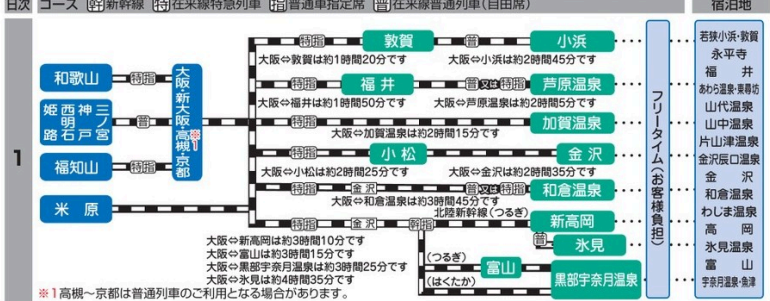 日次 コース 幹新幹線 特在来線特急列車 指普通車指定席 普在来線普通列車(自由席) 宿泊地
1
和歌山
特指
姫路 西明石 神戸 三ノ宮
普
福知山
特指
米原
大阪・新大阪・高槻・京都
※1
特指 敦賀 普 小浜
大阪⇔敦賀は約1時間20分です 大阪⇔小浜は約2時間45分です
特指 福井 普又は特指 芦原温泉
大阪⇔福井は約1時間50分です 大阪⇔芦原温泉は約2時間5分です
特指 加賀温泉
大阪⇔加賀温泉は約2時間15分です
特指 小松 金沢
大阪⇔小松は約2時間25分です 大阪⇔金沢は約2時間35分です
特指 金沢 普又は特指 和倉温泉
大阪⇔和倉温泉は約3時間45分です
北陸新幹線(つるぎ)
特指 金沢 幹指 新高岡
普 氷見
大阪⇔新高岡は約3時間10分です
大阪⇔富山は約3時間15分です
大阪⇔黒部宇奈月温泉は約3時間25分です
大阪⇔氷見は約4時間35分です
(つるぎ)
富山
(はくたか)
黒部宇奈月温泉
※1高槻~京都は普通列車のご利用となる場合があります。
フリータイム(お客様負担)
若狭小浜・敦賀
永平寺
福井
あわら温泉・東尋坊
山代温泉
山中温泉
片山津温泉
金沢辰口温泉
金沢
和倉温泉
わじま温泉
高岡
氷見温泉
富山
宇奈月温泉・魚津